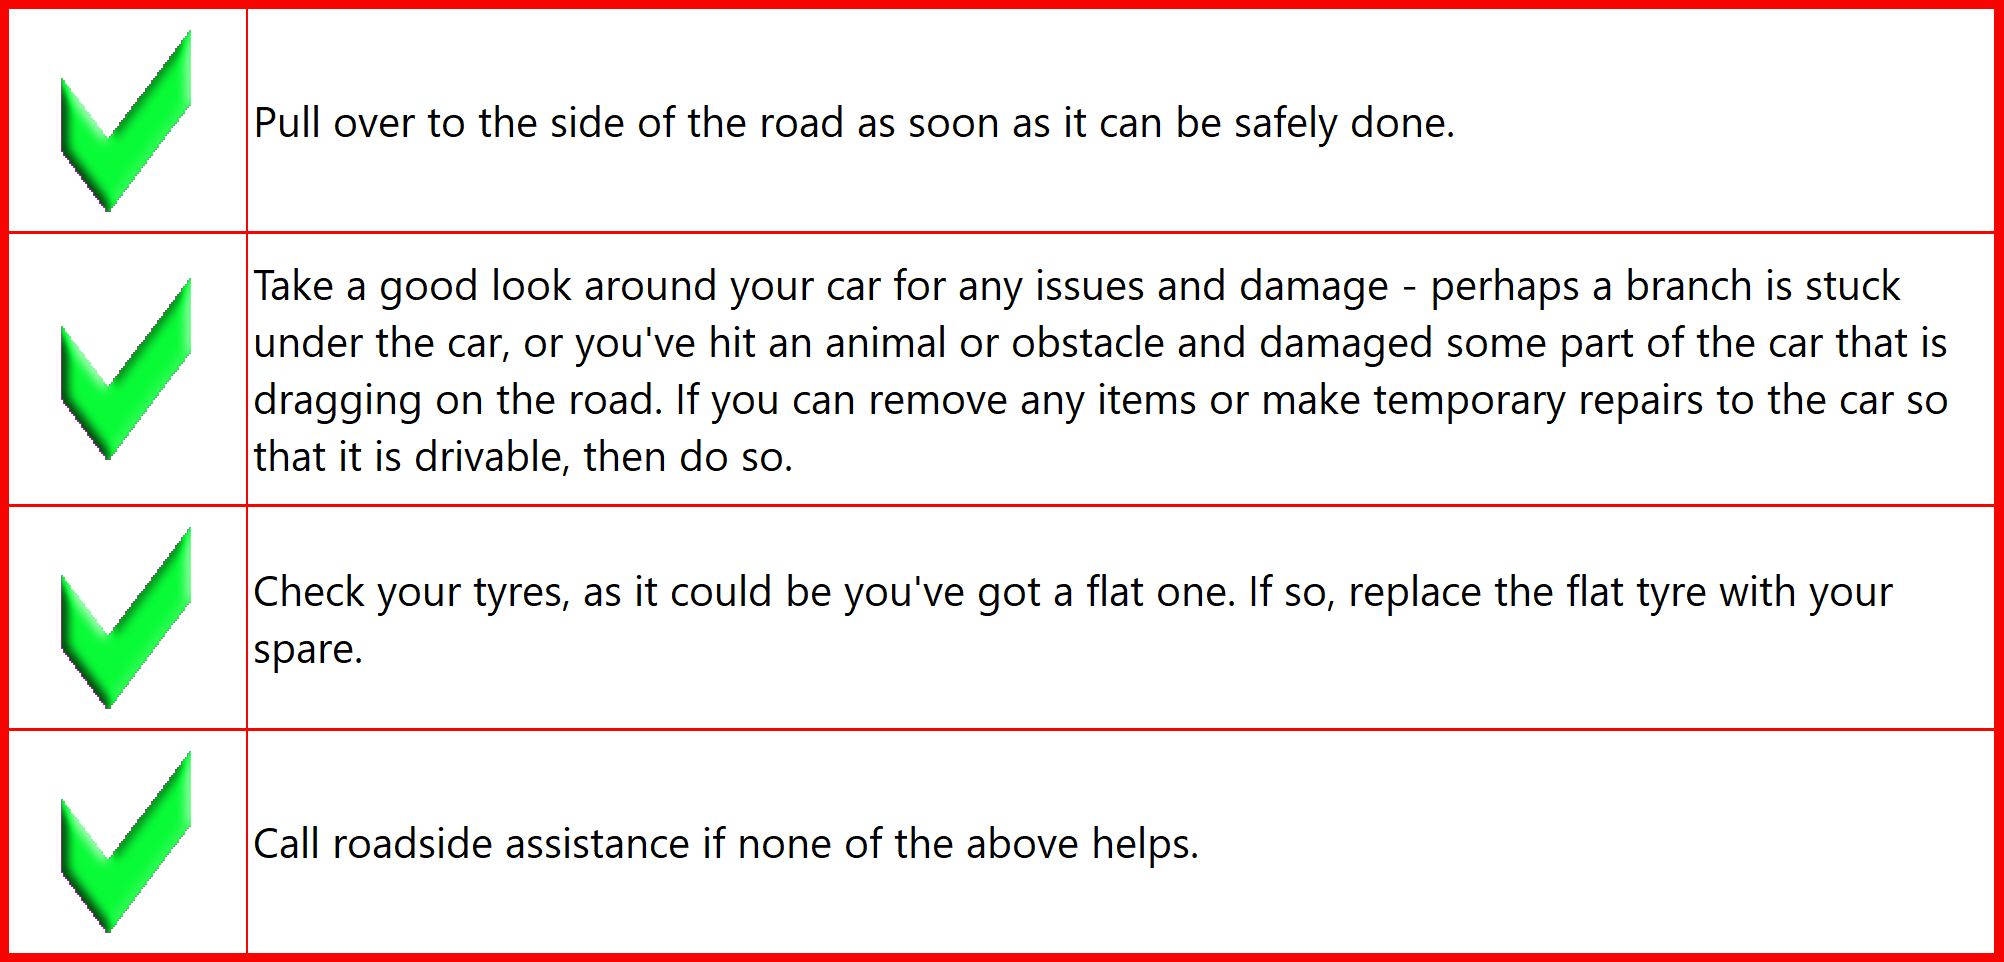 Pull over to the side of the road as soon as it can be safely done.
Take a good look around your car for any issues and damage - perhaps a branch is stuck
under the car, or you've hit an animal or obstacle and damaged some part of the car that is
dragging on the road. If you can remove any items or make temporary repairs to the car so
that it is drivable, then do so.
Check your tyres, as it could be you've got a flat one. If so, replace the flat tyre with your
spare.
Call roadside assistance if none of the above helps.